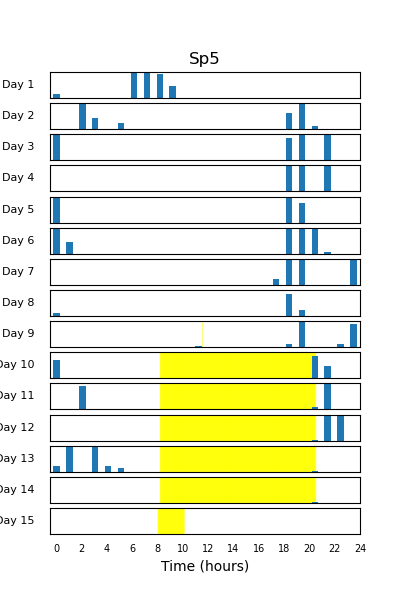 Sp5
Day 1
Day 2
Day 3
Day 4
Day 5
Day 6
Day 7
Day 8
Day 9
Day 10
Day 11
Day 12
Day 13
Day 14
Day 15
0 2 4 6 8 10 12 14 16 18 20 22 24
Time (hours)